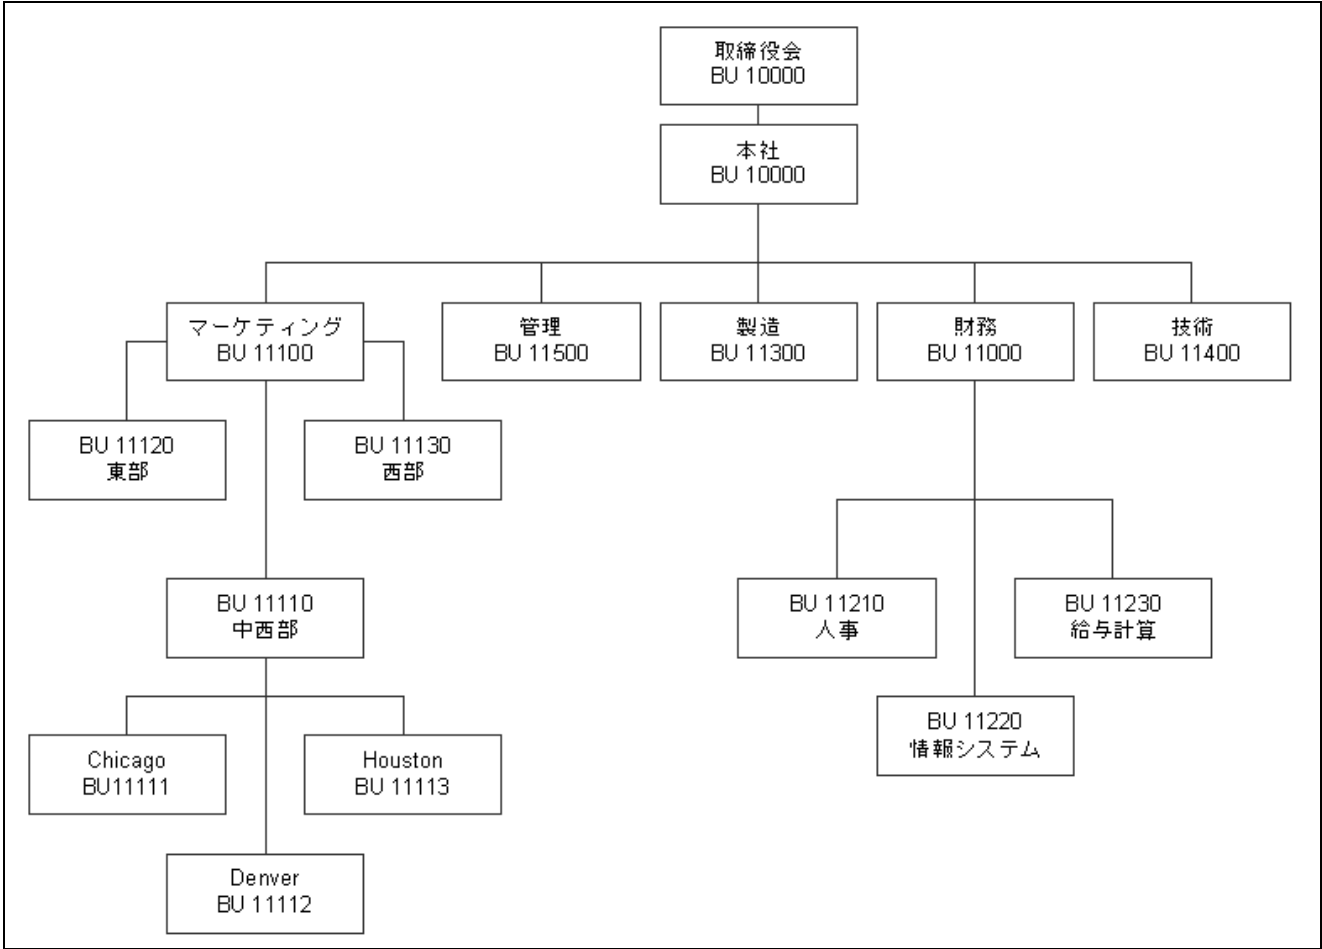 取締役会
BU 10000
本社
BU 10000
マーケティング
BU 11100
管理
BU 11500
製造
BU 11300
財務
BU 11000
技術
BU 11400
BU 11120
東部
BU 11130
西部
BU 11110
中西部
BU 11210
人事
BU 11230
給与計算
BU 11220
情報システム
Chicago
BU11111
Houston
BU 11113
Denver
BU 11112